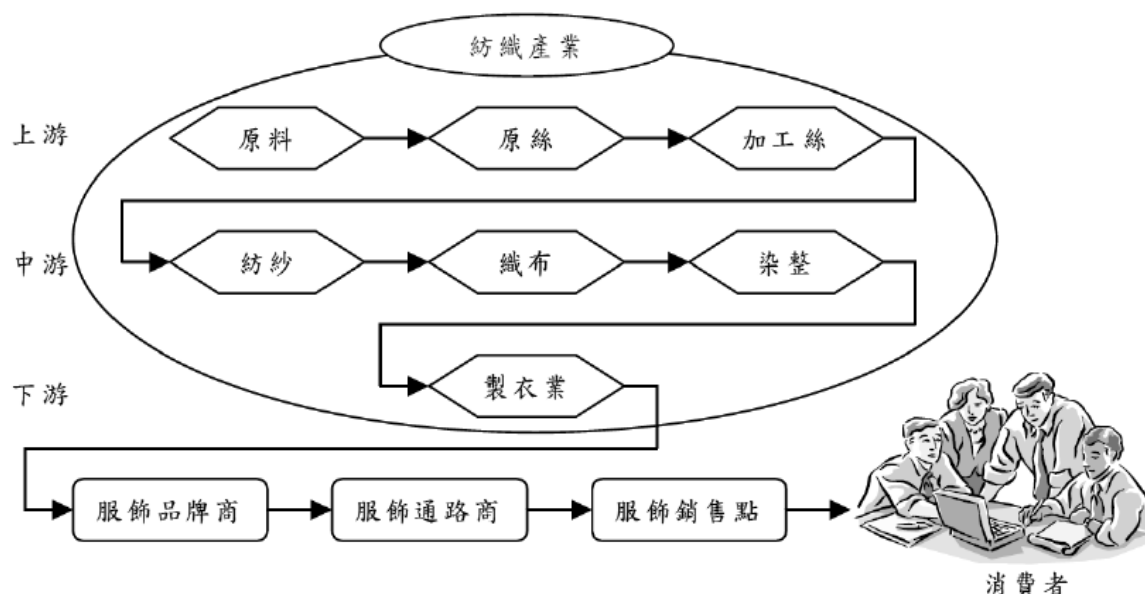 紡織產業
上游
原料
原絲
加工絲
中游
紡紗
織布
染整
下游
製衣業
服飾品牌商
服飾通路商
服飾銷售點
消費者